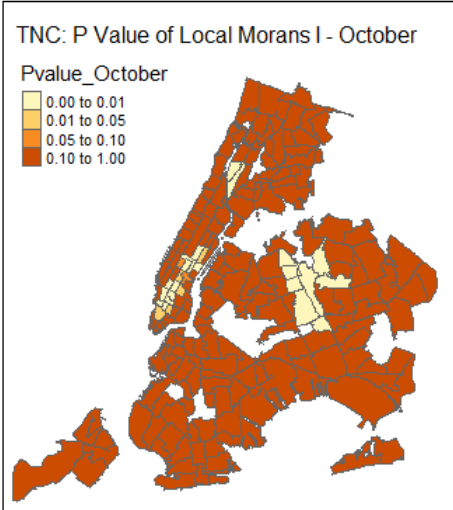 TNC: P Value of Local Morans I - October
Pvalue_October
0.00 to 0.01
0.01 to 0.05
0.05 to 0.10
0.10 to 1.00